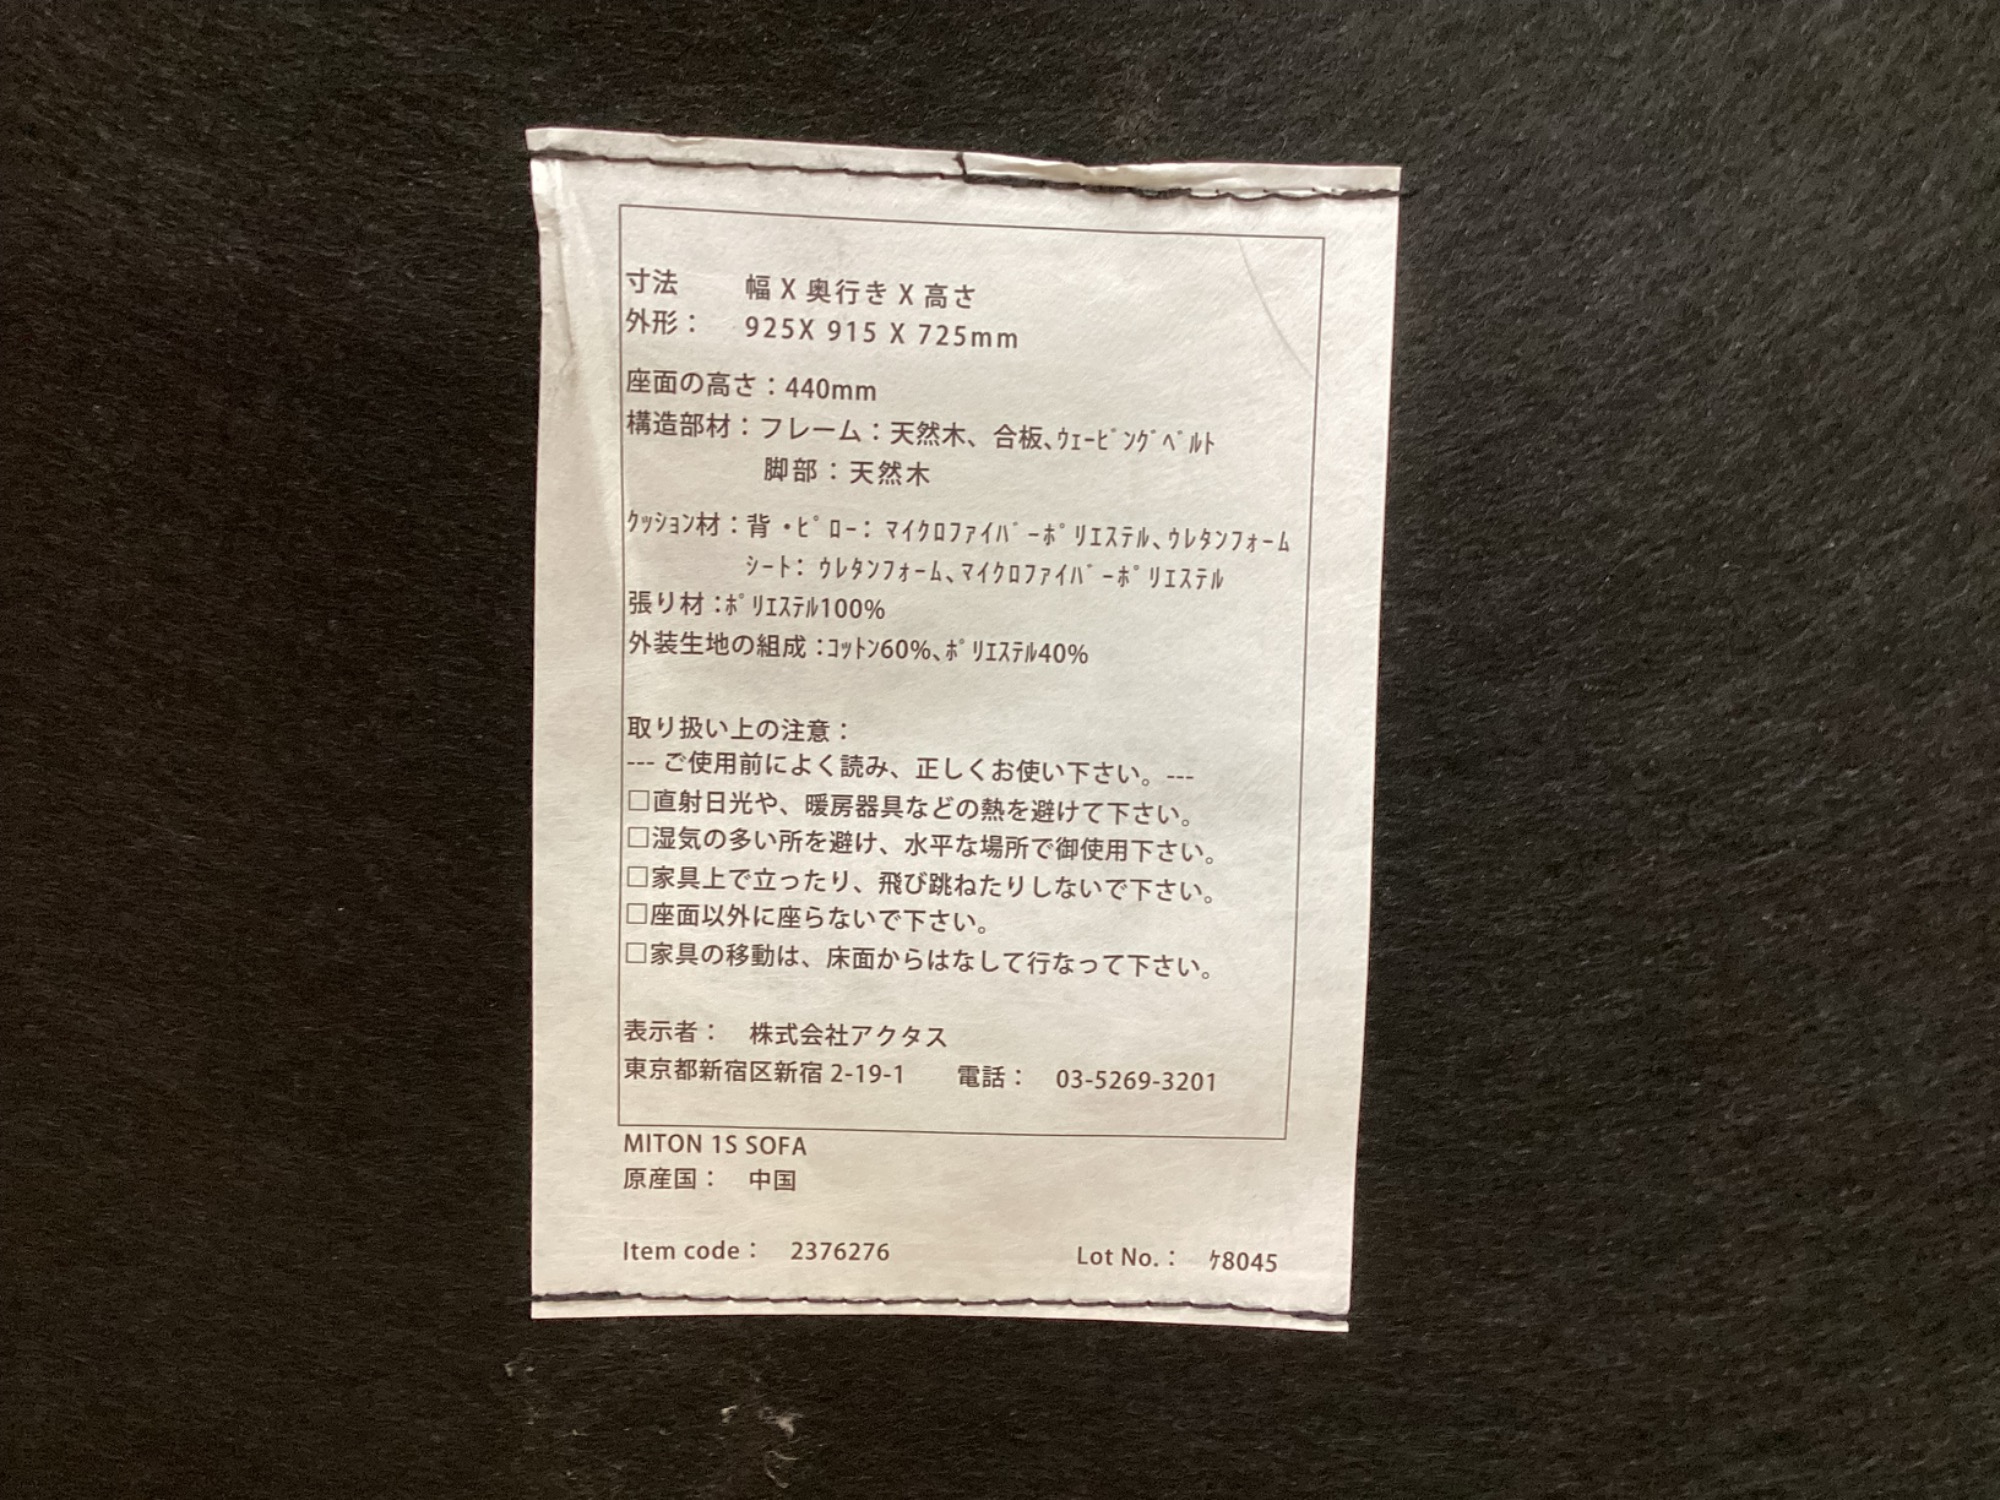 寸法　　幅 X 奥行き X 高さ
外形：　925X 915 X 725mm
座面の高さ：440mm
構造部材：フレーム：天然木、合板､ｳｪｰﾋﾞﾝｸﾞﾍﾞﾙﾄ
脚部：天然木
ｸｯｼｮﾝ材：背・ﾋﾟﾛｰ：ﾏｲｸﾛﾌｧｲﾊﾞｰﾎﾟﾘｴｽﾃﾙ､ｳﾚﾀﾝﾌｫｰﾑ
ｼｰﾄ：ｳﾚﾀﾝﾌｫｰﾑ､ﾏｲｸﾛﾌｧｲﾊﾞｰﾎﾟﾘｴｽﾃﾙ
張り材：ﾎﾟﾘｴｽﾃﾙ100%
外装生地の組成：ｺｯﾄﾝ60%､ﾎﾟﾘｴｽﾃﾙ40%
取り扱い上の注意：
--- ご使用前によく読み、正しくお使い下さい。---
□直射日光や、暖房器具などの熱を避けて下さい。
□湿気の多い所を避け、水平な場所で御使用下さい。
□家具上で立ったり、飛び跳ねたりしないで下さい。
□座面以外に座らないで下さい。
□家具の移動は、床面からはなして行なって下さい。
表示者：　株式会社アクタス
東京都新宿区新宿 2-19-1　　電話：　03-5269-3201
MITON 1S SOFA
原産国：　中国
Item code：　2376276　　Lot No.：　ｹ8045